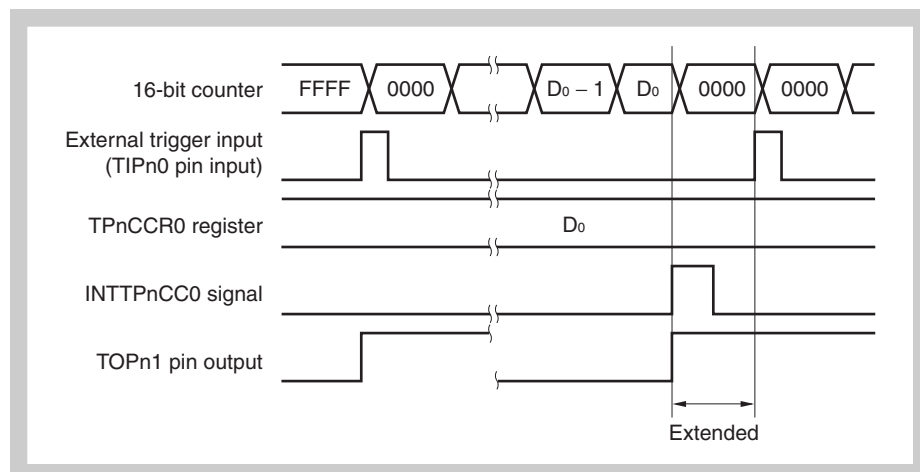 16-bit counter FFFF 0000 D₀ − 1 D₀ 0000 0000
External trigger input
(TIPn0 pin input)
TPnCCR0 register D₀
INTTPnCC0 signal
TOPn1 pin output
Extended